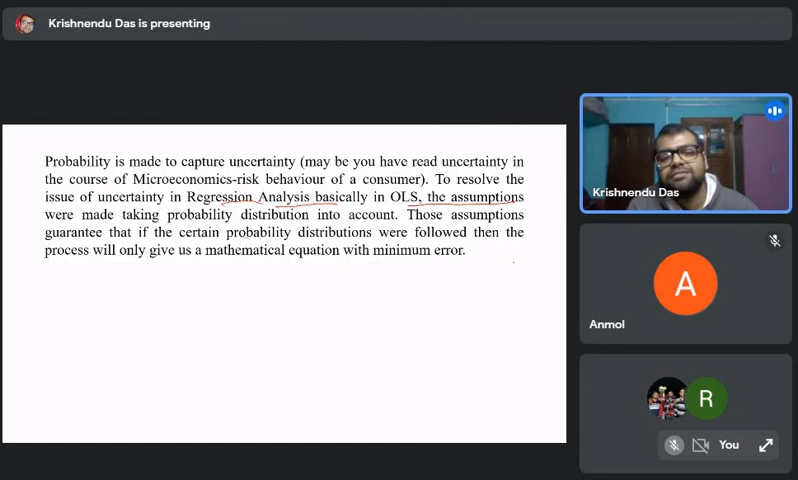 Krishnendu Das is presenting
Probability is made to capture uncertainty (may be you have read uncertainty in
the course of Microeconomics-risk behaviour of a consumer). To resolve the
issue of uncertainty in Regression Analysis basically in OLS, the assumptions
were made taking probability distribution into account. Those assumptions
guarantee that if the certain probability distributions were followed then the
process will only give us a mathematical equation with minimum error.
Krishnendu Das
A
Anmol
R
You